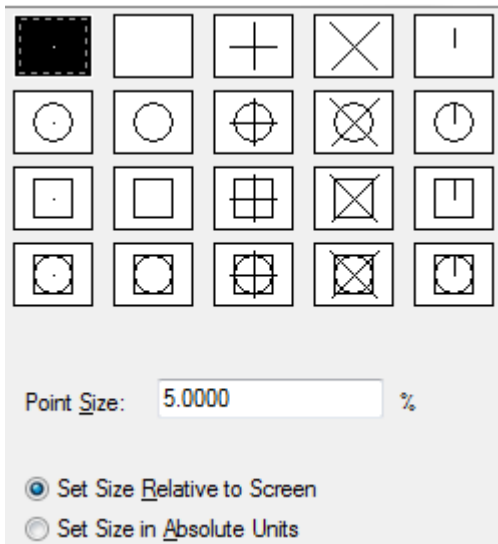 Point Size: 5.0000 %
Set Size Relative to Screen
Set Size in Absolute Units